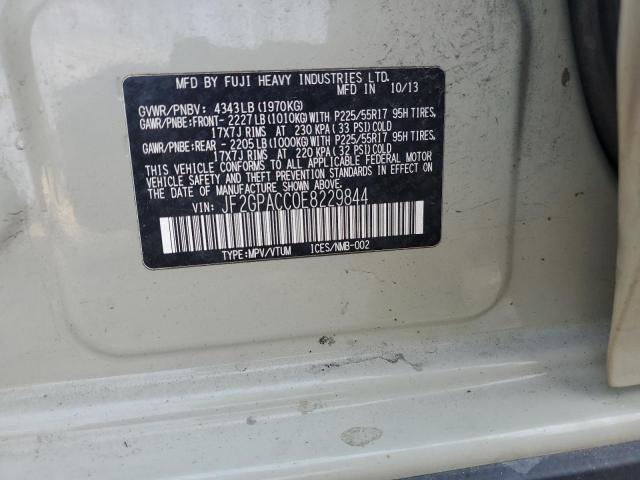 MFD BY FUJI HEAVY INDUSTRIES LTD.
MADE IN 10/13
GVWR/PNBV: 4343LB (1970KG)
GAWR/PNBE:FRONT- 2227LB (1010KG) WITH P225/55R17 95H TIRES,
17X7J RIMS AT 230 KPA (33 PSI) COLD
GAWR/PNBE:REAR - 2205LB (1000KG) WITH P225/55R17 95H TIRES,
17X7J RIMS AT 220 KPA (32 PSI) COLD
THIS VEHICLE CONFORMS TO ALL APPLICABLE FEDERAL MOTOR
VEHICLE SAFETY AND BUMPER STANDARDS IN EFFECT ON
THE DATE OF MANUFACTURE SHOWN ABOVE.
VIN: JF2GPACC0E8229844
TYPE:MPV/VTUM ICES/NMB-002